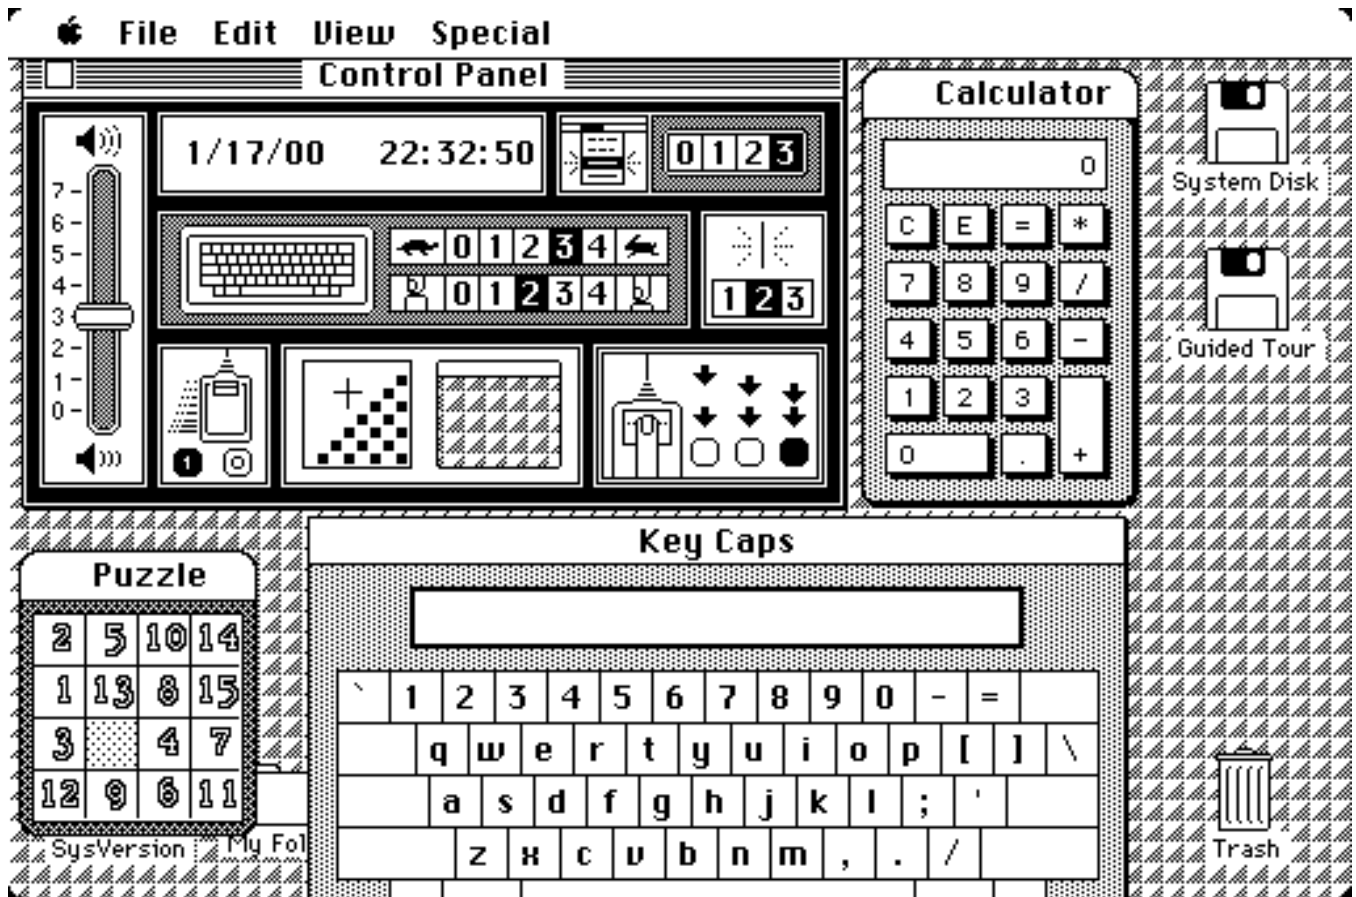 File Edit View Special
Control Panel
1/17/00 22:32:50
0 1 2 3
7
6
5
4
3
2
1
0
0 1 2 3 4
0 1 2 3 4
1 2 3
1
Calculator
0
C E = *
7 8 9 /
4 5 6 -
1 2 3
0 . +
System Disk
Guided Tour
Puzzle
2 5 10 14
1 13 8 15
3 4 7
12 9 6 11
SysVersion
My Fol
Key Caps
` 1 2 3 4 5 6 7 8 9 0 - =
q w e r t y u i o p [ ] \
a s d f g h j k l ; '
z x c v b n m , . /
Trash